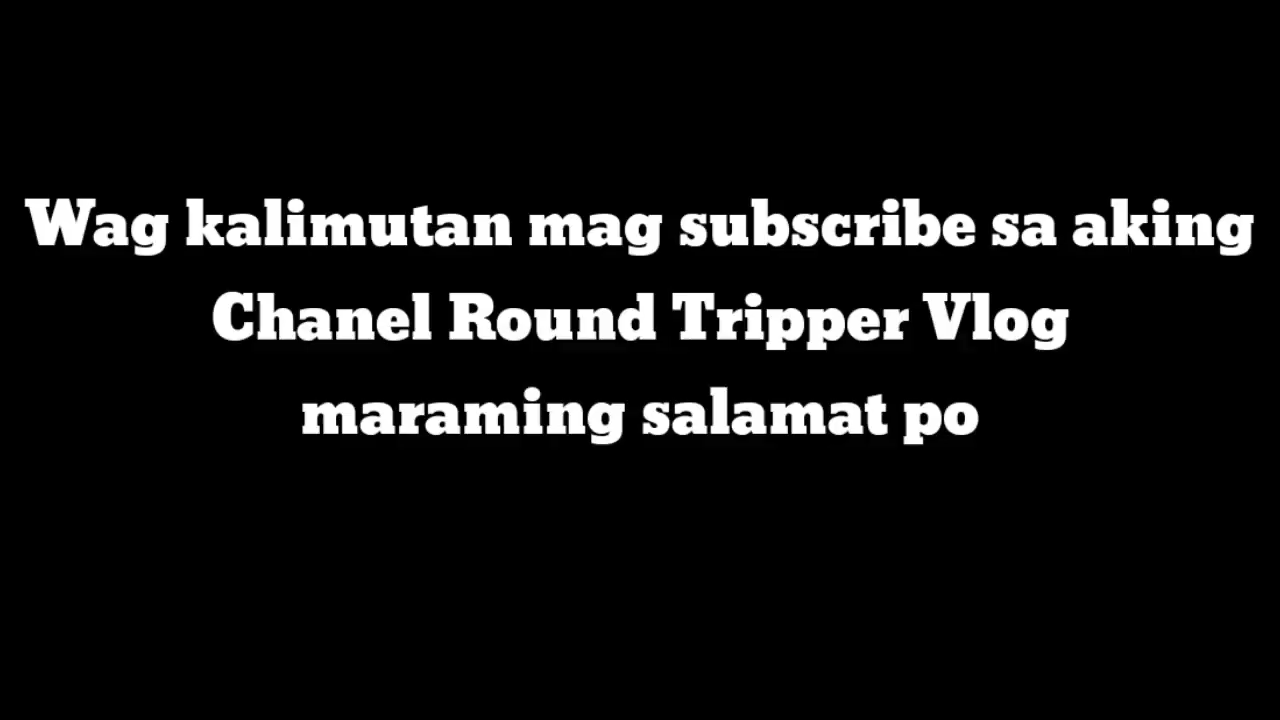 Wag kalimutan mag subscribe sa aking
Chanel Round Tripper Vlog
maraming salamat po